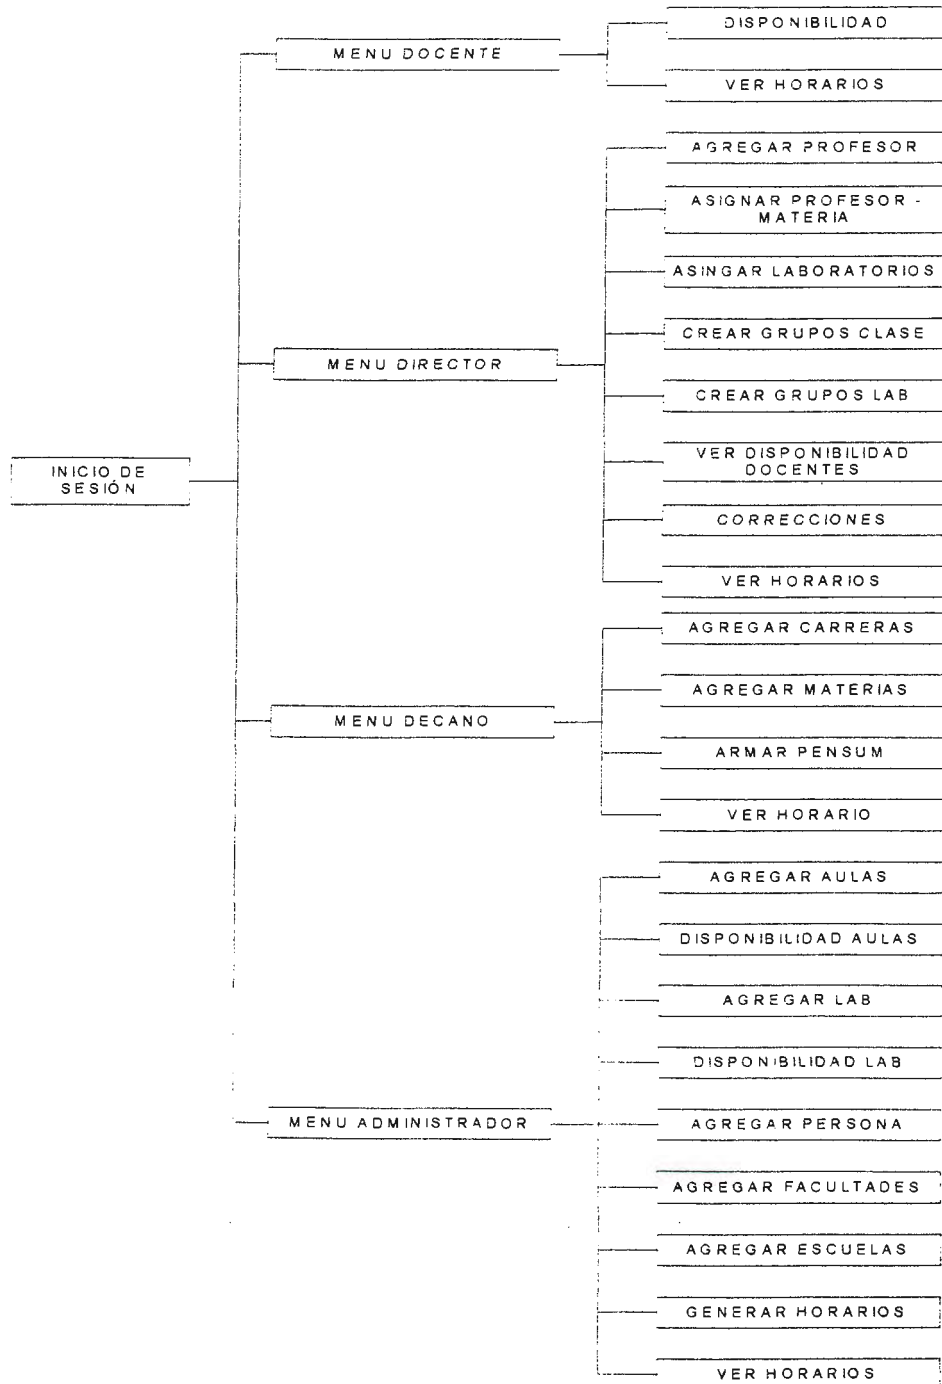 INICIO DE
SESIÓN
MENU DOCENTE
DISPONIBILIDAD
VER HORARIOS
MENU DIRECTOR
AGREGAR PROFESOR
ASIGNAR PROFESOR -
MATERIA
ASINGAR LABORATORIOS
CREAR GRUPOS CLASE
CREAR GRUPOS LAB
VER DISPONIBILIDAD
DOCENTES
CORRECCIONES
VER HORARIOS
MENU DECANO
AGREGAR CARRERAS
AGREGAR MATERIAS
ARMAR PENSUM
VER HORARIO
MENU ADMINISTRADOR
AGREGAR AULAS
DISPONIBILIDAD AULAS
AGREGAR LAB
DISPONIBILIDAD LAB
AGREGAR PERSONA
AGREGAR FACULTADES
AGREGAR ESCUELAS
GENERAR HORARIOS
VER HORARIOS